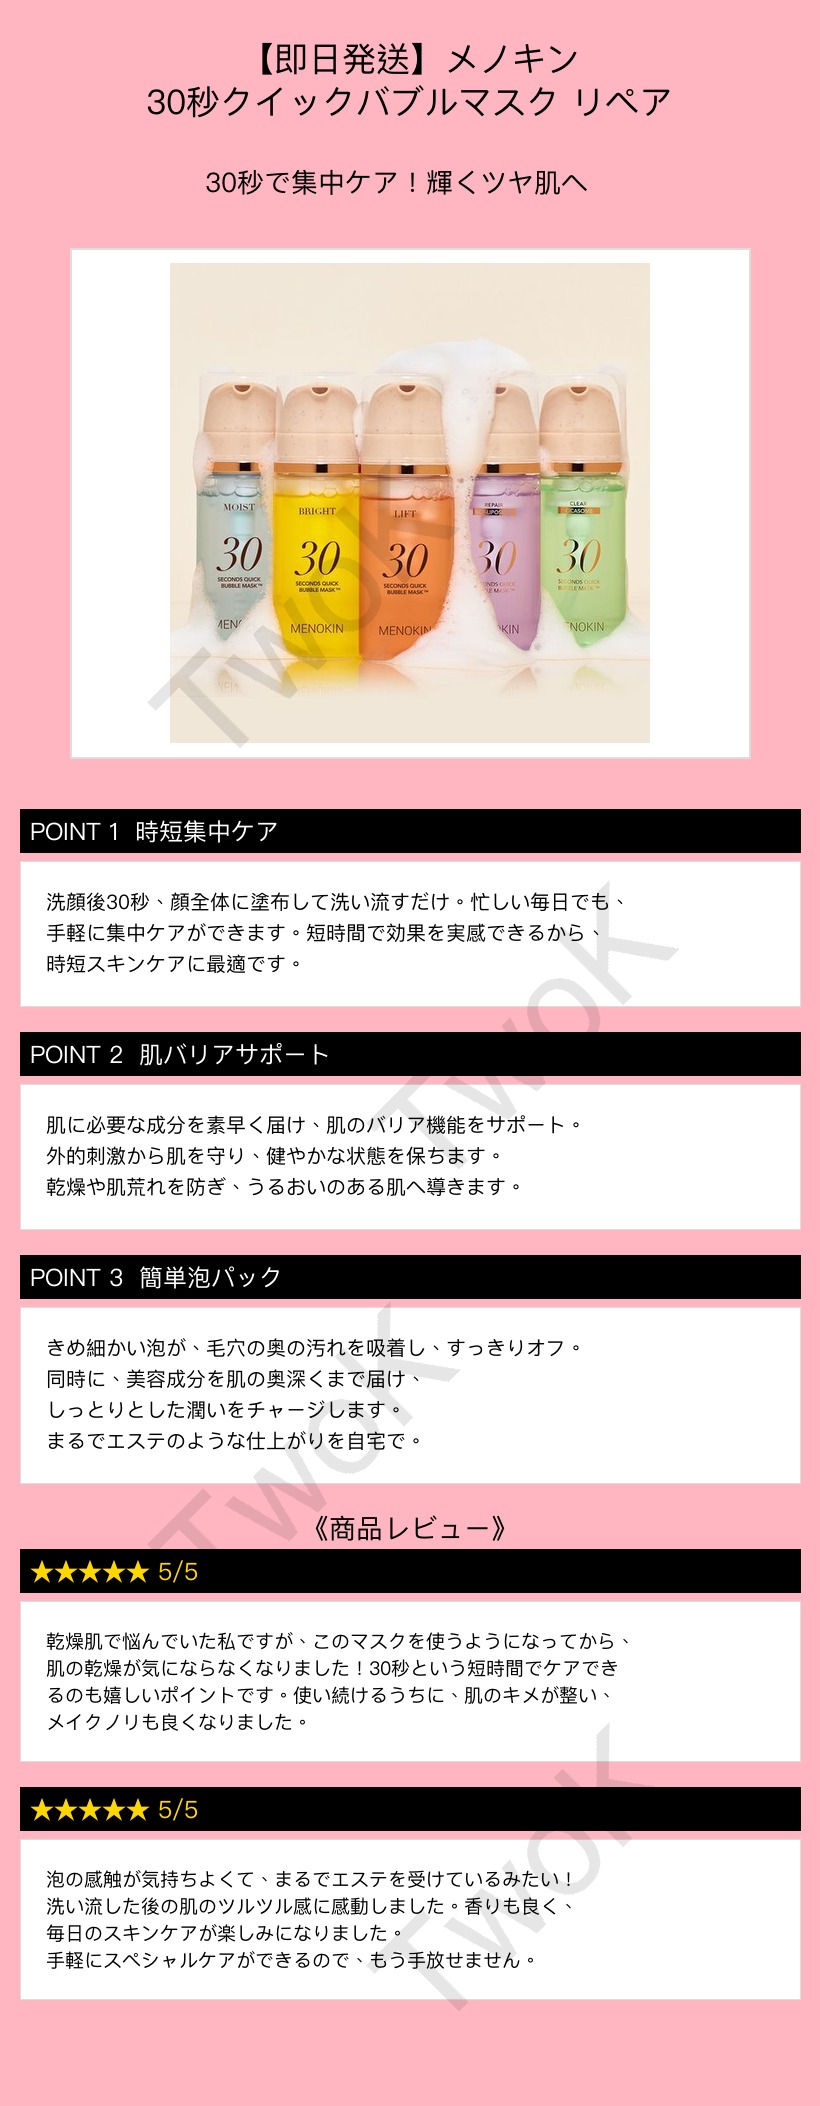 【即日発送】メノキン
30秒クイックバブルマスク リペア
30秒で集中ケア！輝くツヤ肌へ
MOIST
30
SECONDS QUICK
BUBBLE MASK™
MEN
BRIGHT
30
SECONDS QUICK
BUBBLE MASK™
MENOKIN
LIFT
30
SECONDS QUICK
BUBBLE MASK™
MENOKIN
REPAIR
30
KIN
CLEAR
30
SECONDS QUICK
BUBBLE MASK™
ENOKIN
TwoK
POINT 1 時短集中ケア
洗顔後30秒、顔全体に塗布して洗い流すだけ。忙しい毎日でも、
手軽に集中ケアができます。短時間で効果を実感できるから、
時短スキンケアに最適です。
TwoK
POINT 2 肌バリアサポート
肌に必要な成分を素早く届け、肌のバリア機能をサポート。
外的刺激から肌を守り、健やかな状態を保ちます。
乾燥や肌荒れを防ぎ、うるおいのある肌へ導きます。
POINT 3 簡単泡パック
きめ細かい泡が、毛穴の奥の汚れを吸着し、すっきりオフ。
同時に、美容成分を肌の奥深くまで届け、
しっとりとした潤いをチャージします。
まるでエステのような仕上がりを自宅で。
TwoK
《商品レビュー》
★★★★★ 5/5
乾燥肌で悩んでいた私ですが、このマスクを使うようになってから、
肌の乾燥が気にならなくなりました！30秒という短時間でケアでき
るのも嬉しいポイントです。使い続けるうちに、肌のキメが整い、
メイクノリも良くなりました。
★★★★★ 5/5
泡の感触が気持ちよくて、まるでエステを受けているみたい！
洗い流した後の肌のツルツル感に感動しました。香りも良く、
毎日のスキンケアが楽しみになりました。
手軽にスペシャルケアができるので、もう手放せません。
TwoK